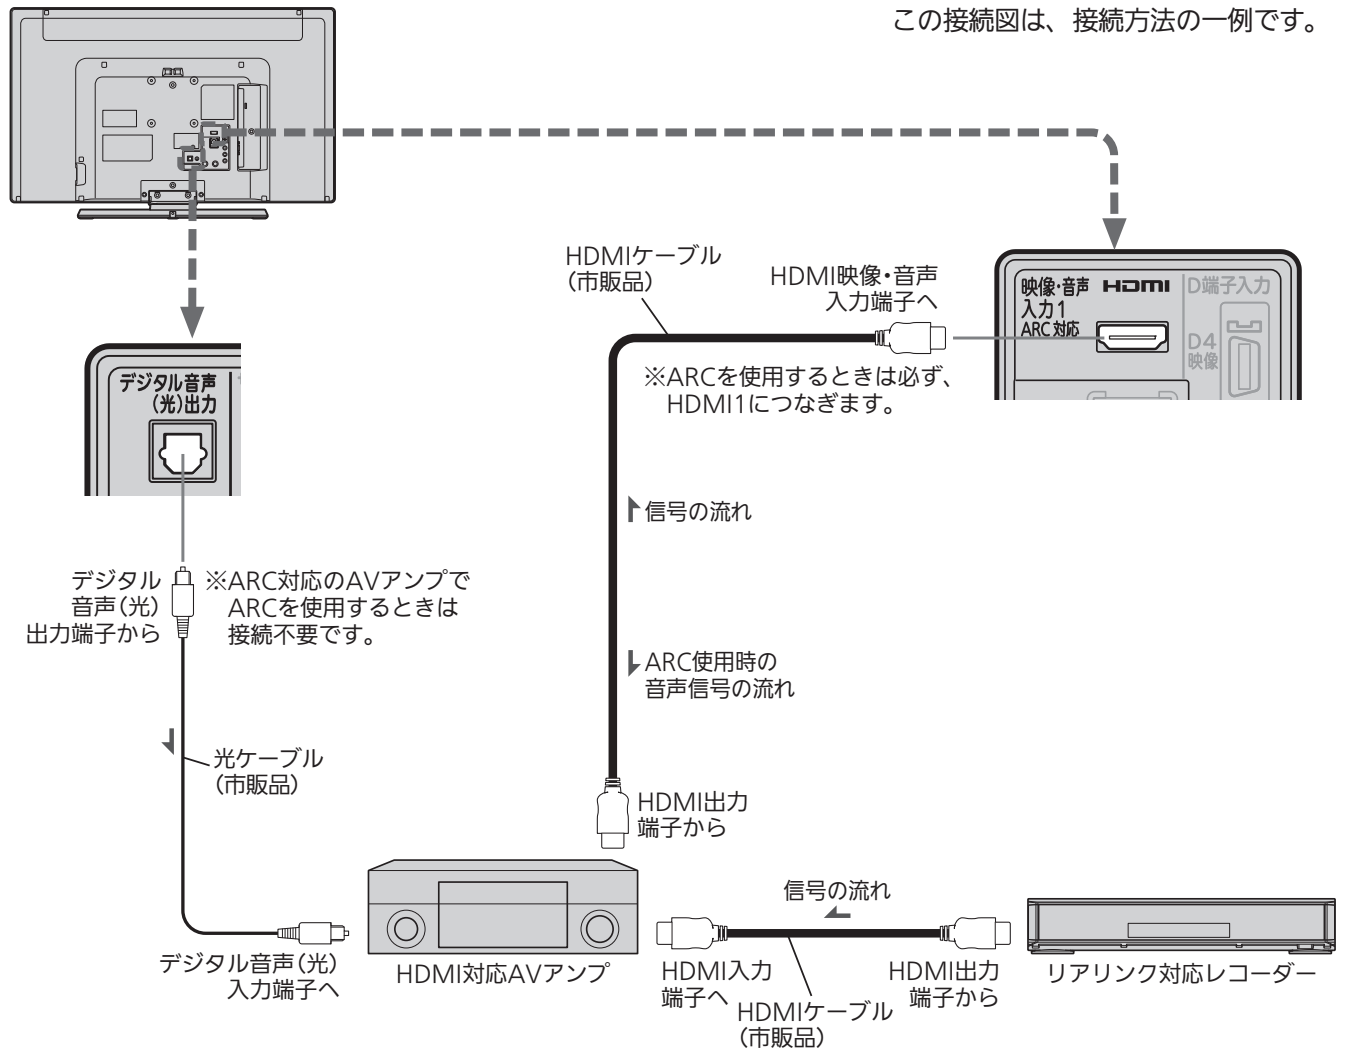 この接続図は、接続方法の一例です。
HDMIケーブル
（市販品）
HDMI映像・音声
入力端子へ
映像・音声
入力1
ARC 対応
HDMI
D端子入力
D4
映像
※ARCを使用するときは必ず、
HDMI1につなぎます。
デジタル音声
（光）出力
信号の流れ
デジタル
音声（光）
出力端子から
※ARC対応のAVアンプで
ARCを使用するときは
接続不要です。
ARC使用時の
音声信号の流れ
光ケーブル
（市販品）
HDMI出力
端子から
信号の流れ
デジタル音声（光）
入力端子へ
HDMI対応AVアンプ
HDMI入力
端子へ
HDMIケーブル
（市販品）
HDMI出力
端子から
リアリンク対応レコーダー